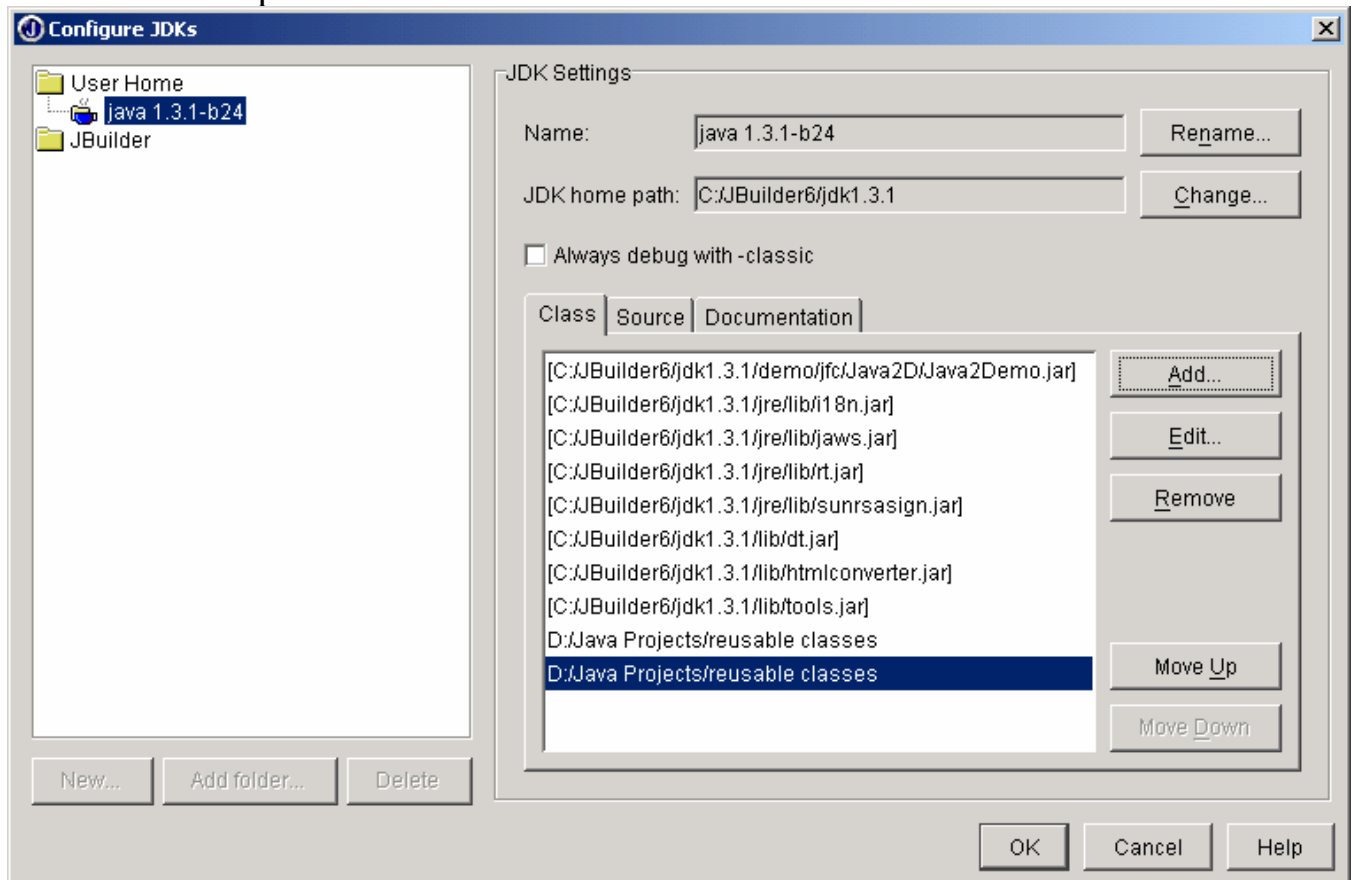 Configure JDKs
User Home
java 1.3.1-b24
JBuilder
New...
Add folder...
Delete
JDK Settings
Name:
java 1.3.1-b24
Rename...
JDK home path:
C:/JBuilder6/jdk1.3.1
Change...
Always debug with -classic
Class
Source
Documentation
[C:/JBuilder6/jdk1.3.1/demo/jfc/Java2D/Java2Demo.jar]
[C:/JBuilder6/jdk1.3.1/jre/lib/i18n.jar]
[C:/JBuilder6/jdk1.3.1/jre/lib/jaws.jar]
[C:/JBuilder6/jdk1.3.1/jre/lib/rt.jar]
[C:/JBuilder6/jdk1.3.1/jre/lib/sunrsasign.jar]
[C:/JBuilder6/jdk1.3.1/lib/dt.jar]
[C:/JBuilder6/jdk1.3.1/lib/htmlconverter.jar]
[C:/JBuilder6/jdk1.3.1/lib/tools.jar]
D:/Java Projects/reusable classes
D:/Java Projects/reusable classes
Add...
Edit...
Remove
Move Up
Move Down
OK
Cancel
Help